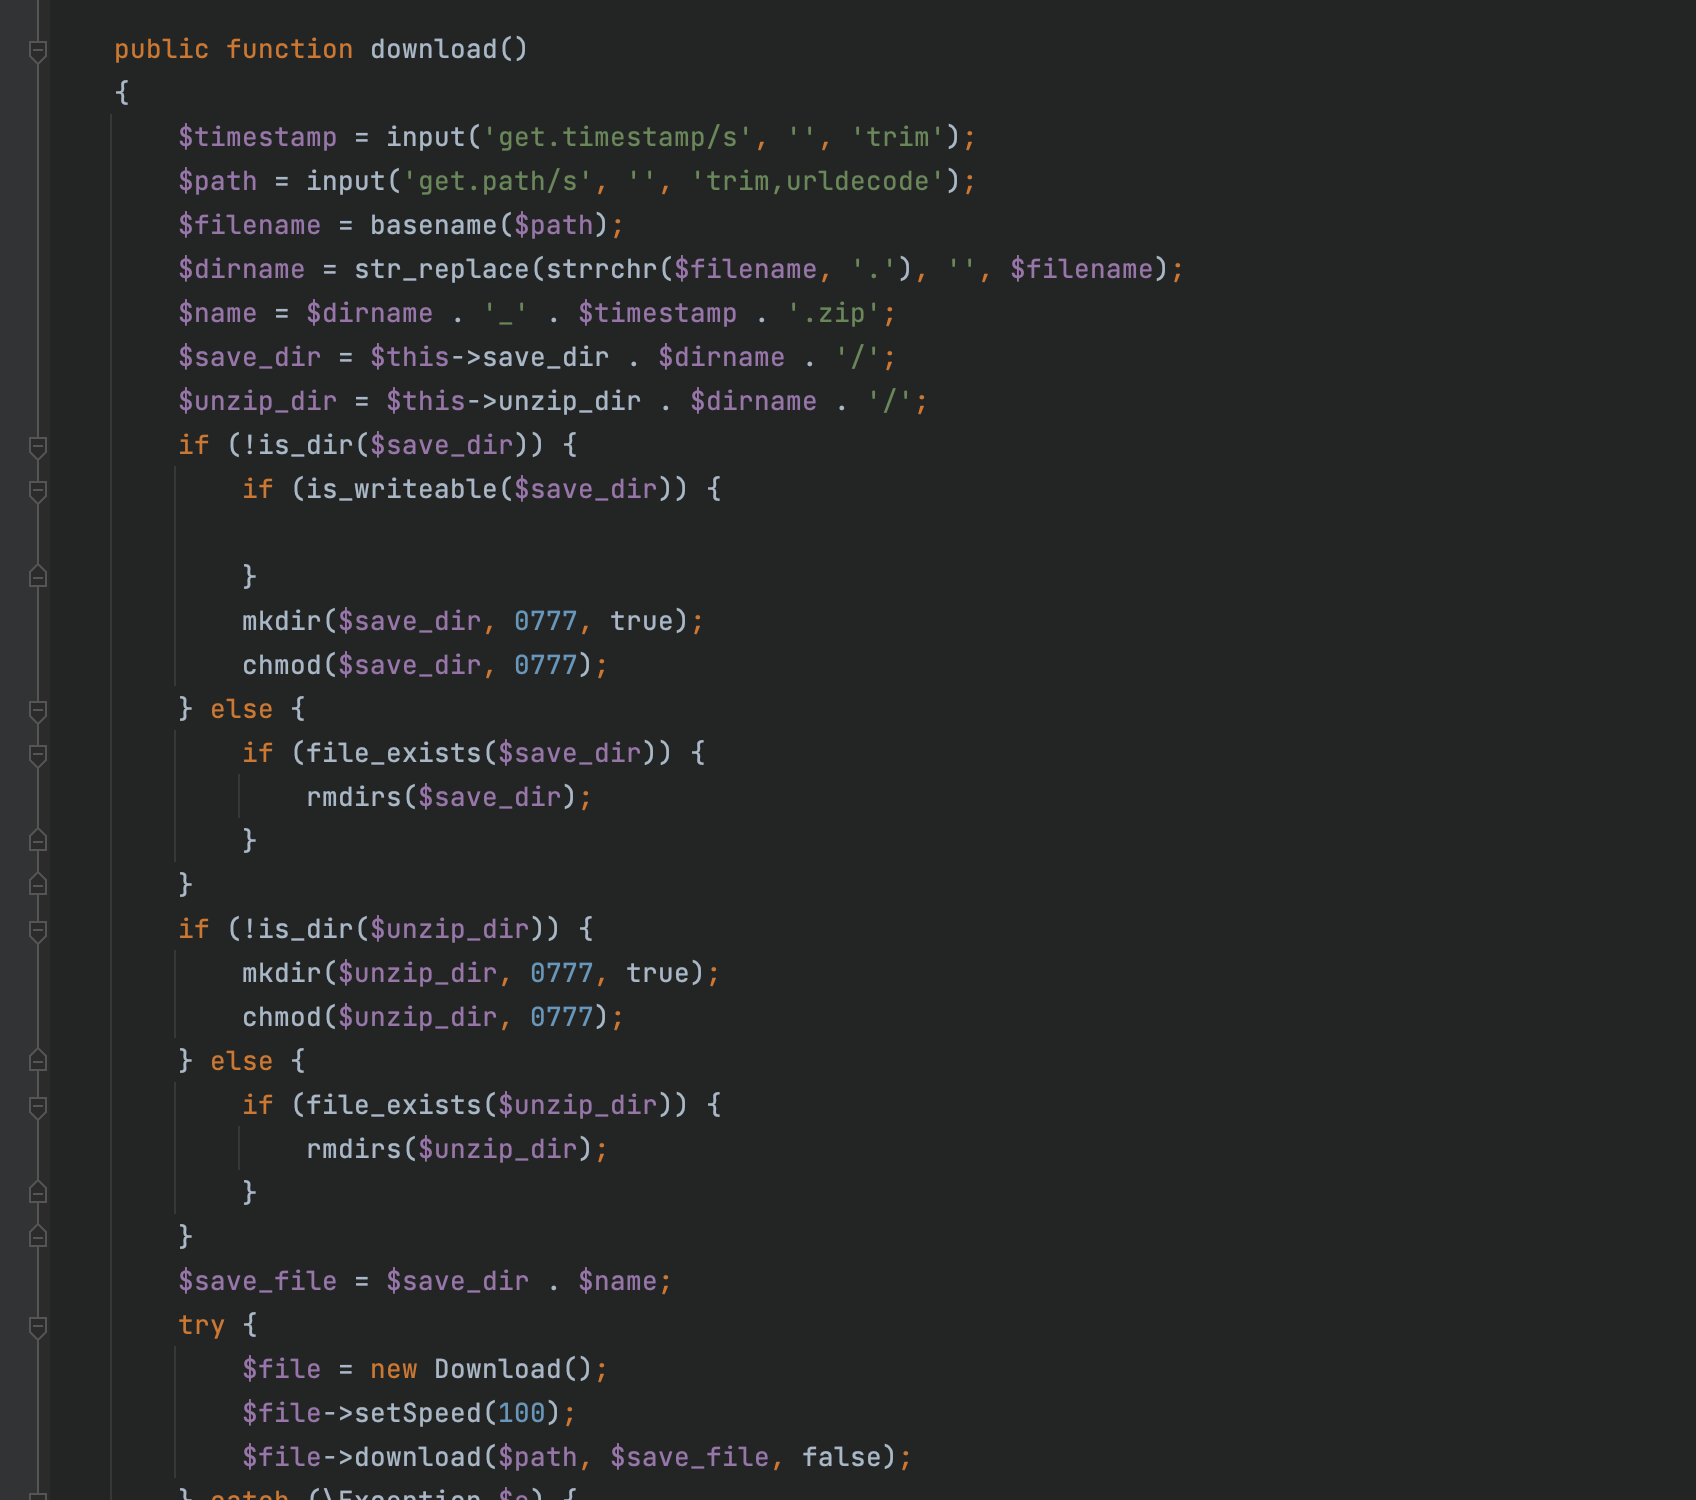 public function download()
{
$timestamp = input('get.timestamp/s', '', 'trim');
$path = input('get.path/s', '', 'trim,urldecode');
$filename = basename($path);
$dirname = str_replace(strrchr($filename, '.'), '', $filename);
$name = $dirname . '_' . $timestamp . '.zip';
$save_dir = $this->save_dir . $dirname . '/';
$unzip_dir = $this->unzip_dir . $dirname . '/';
if (!is_dir($save_dir)) {
if (is_writeable($save_dir)) {
}
mkdir($save_dir, 0777, true);
chmod($save_dir, 0777);
} else {
if (file_exists($save_dir)) {
rmdirs($save_dir);
}
}
if (!is_dir($unzip_dir)) {
mkdir($unzip_dir, 0777, true);
chmod($unzip_dir, 0777);
} else {
if (file_exists($unzip_dir)) {
rmdirs($unzip_dir);
}
}
$save_file = $save_dir . $name;
try {
$file = new Download();
$file->setSpeed(100);
$file->download($path, $save_file, false);
} catch (\Exception $e) {